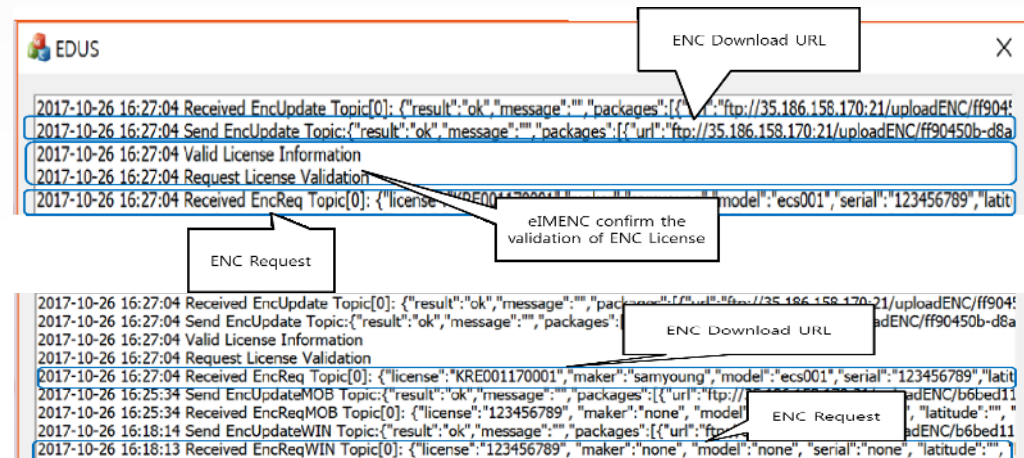 EDUS
ENC Download URL
X
2017-10-26 16:27:04 Received EncUpdate Topic[0]: {"result":"ok","message":"","packages":[{" ":"ftp://35.186.158.170:21/uploadENC/ff9045
2017-10-26 16:27:04 Send EncUpdate Topic:{"result":"ok","message":"","packages":[{"url":"ftp://35.186.158.170:21/uploadENC/ff90450b-d8a
2017-10-26 16:27:04 Valid License Information
2017-10-26 16:27:04 Request License Validation
2017-10-26 16:27:04 Received EncReq Topic[0]: {"license "KRE001170001" "model":"ecs001","serial":"123456789","latit
eIMENC confirm the
validation of ENC License
ENC Request
2017-10-26 16:27:04 Received EncUpdate Topic[0]: {"result":"ok","message":"","packages":[{"url":"ftp://35.186.158.170:21/uploadENC/ff9045
2017-10-26 16:27:04 Send EncUpdate Topic:{"result":"ok","message":"","packages":[ adENC/ff90450b-d8a
ENC Download URL
2017-10-26 16:27:04 Valid License Information
2017-10-26 16:27:04 Request License Validation
2017-10-26 16:27:04 Received EncReq Topic[0]: {"license":"KRE001170001","maker":"samyoung","model":"ecs001","serial":"123456789","latit
2017-10-26 16:25:34 Send EncUpdateMOB Topic:{"result":"ok","message":"","packages":[{"url":"ftp:// adENC/b6bed11
2017-10-26 16:25:34 Received EncReqMOB Topic[0]: {"license":"123456789", "maker":"none", "model" ", "latitude":"", "
ENC Request
2017-10-26 16:18:14 Send EncUpdateWIN Topic:{"result":"ok","message":"","packages":[{"url":"ftp: adENC/b6bed11
2017-10-26 16:18:13 Received EncReqWIN Topic[0]: {"license":"123456789", "maker":"none", "model":"none", "serial":"none", "latitude":"",